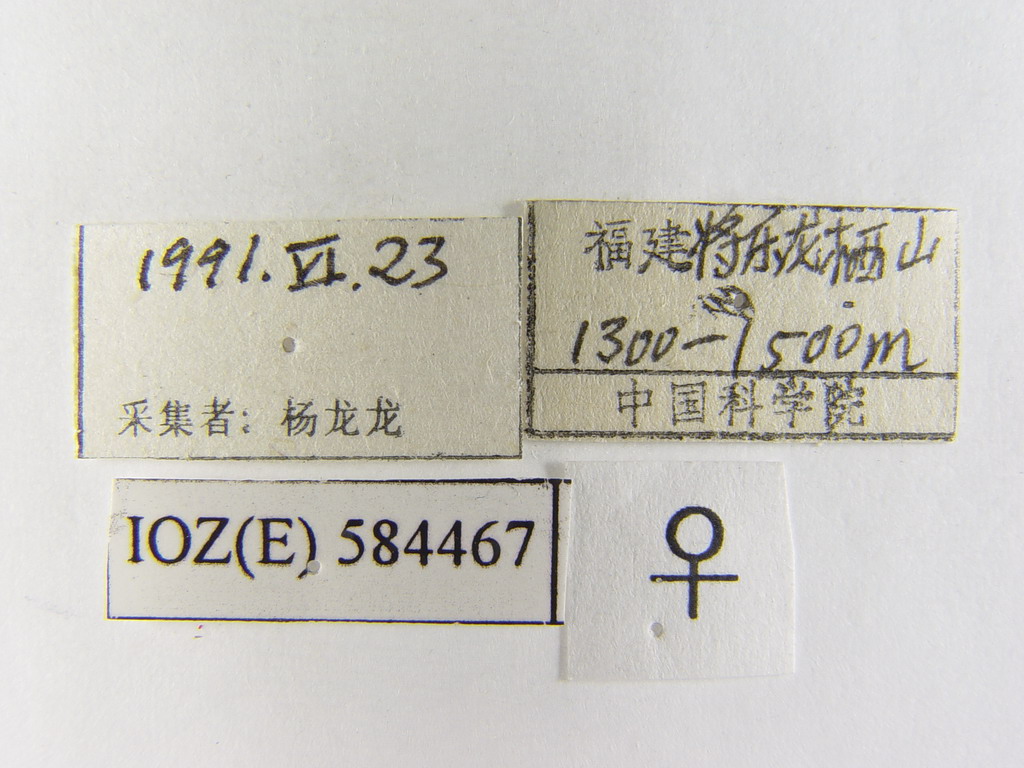 1991.VI.23
采集者：杨龙龙
福建将乐龙栖山
1300-1500m
中国科学院
IOZ(E) 584467
♀